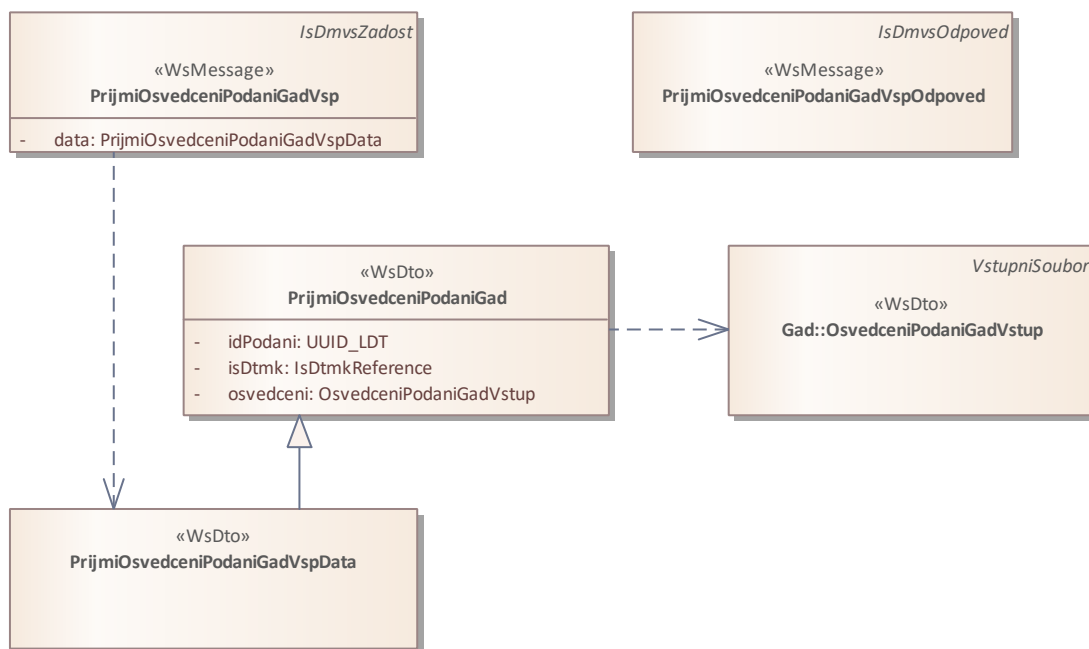 IsDmvsZadost
«WsMessage»
PrijmiOsvedceniPodaniGadVsp
- data: PrijmiOsvedceniPodaniGadVspData
IsDmvsOdpoved
«WsMessage»
PrijmiOsvedceniPodaniGadVspOdpoved
«WsDto»
PrijmiOsvedceniPodaniGad
- idPodani: UUID_LDT
- isDtmk: IsDtmkReference
- osvedceni: OsvedceniPodaniGadVstup
VstupniSoubor
«WsDto»
Gad::OsvedceniPodaniGadVstup
«WsDto»
PrijmiOsvedceniPodaniGadVspData